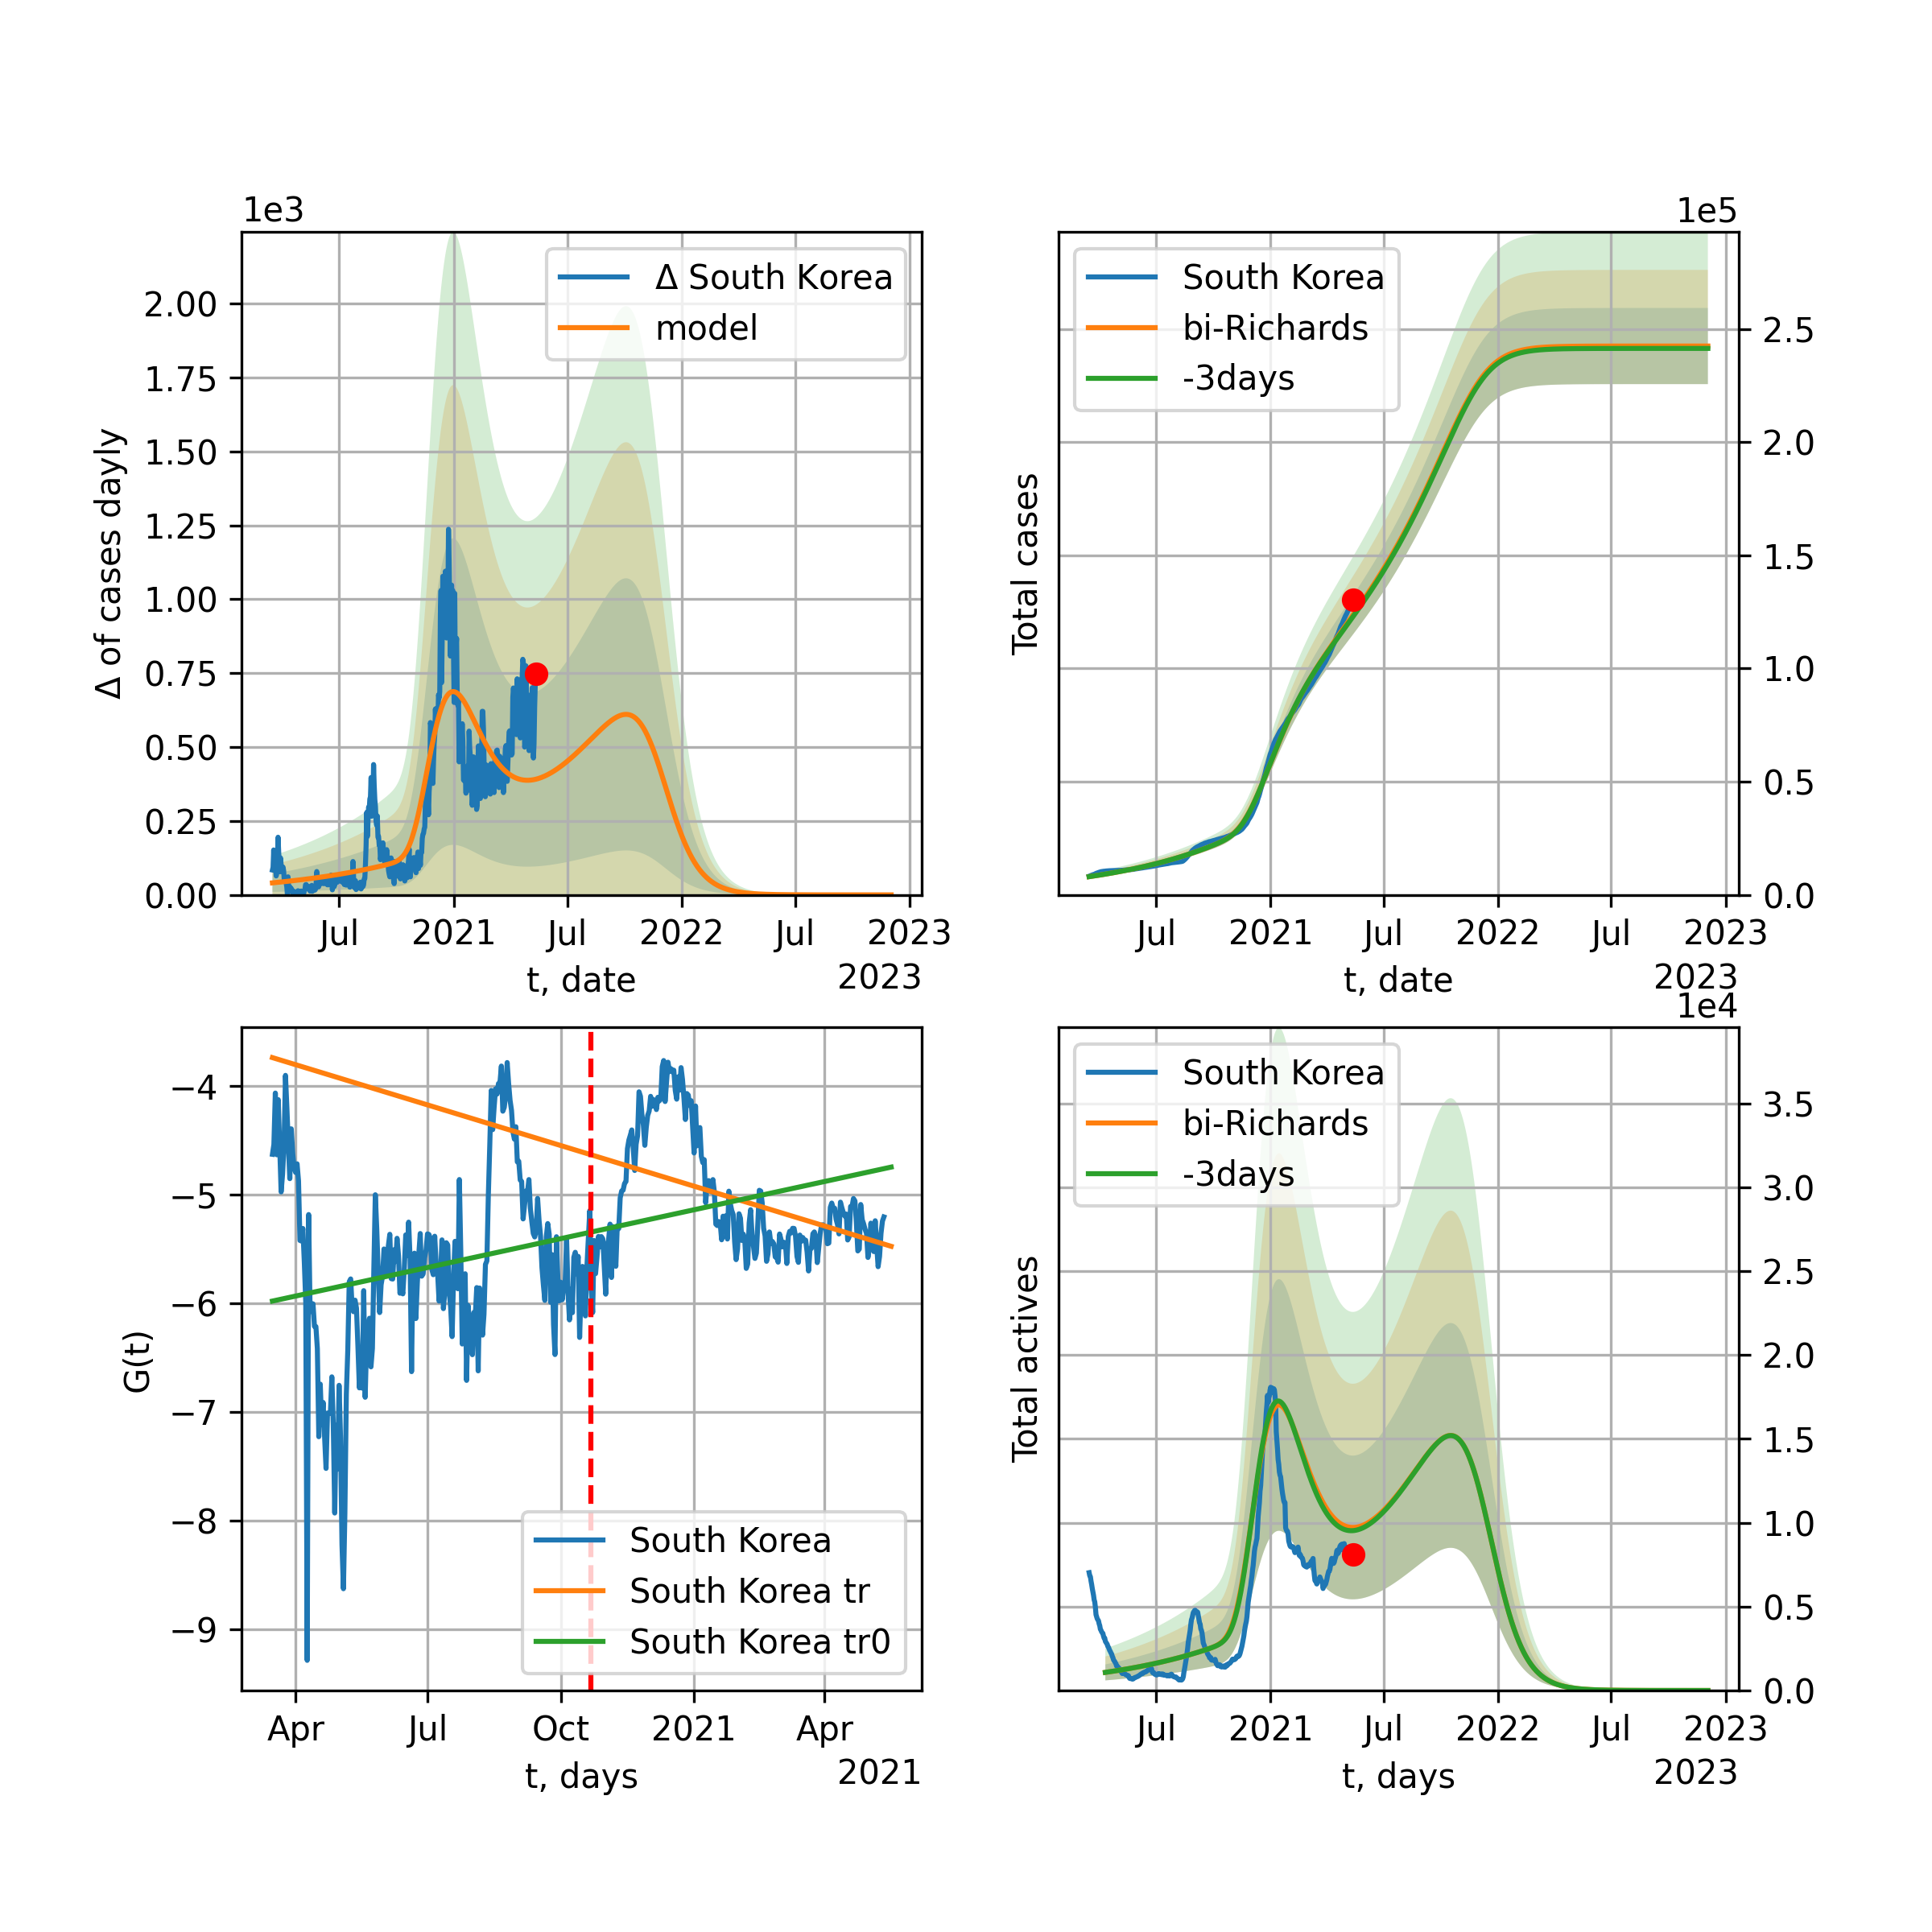 1e3
Δ of cases dayly
2.00
1.75
1.50
1.25
1.00
0.75
0.50
0.25
0.00
Δ South Korea
model
Jul 2021 Jul 2022 Jul 2023
t, date
2023
1e5
South Korea
bi-Richards
-3days
Total cases
2.5
2.0
1.5
1.0
0.5
0.0
Jul 2021 Jul 2022 Jul 2023
t, date
2023
G(t)
−4
−5
−6
−7
−8
−9
South Korea
South Korea tr
South Korea tr0
Apr Jul Oct 2021 Apr
t, days
2021
1e4
South Korea
bi-Richards
-3days
Total actives
3.5
3.0
2.5
2.0
1.5
1.0
0.5
0.0
Jul 2021 Jul 2022 Jul 2023
t, days
2023